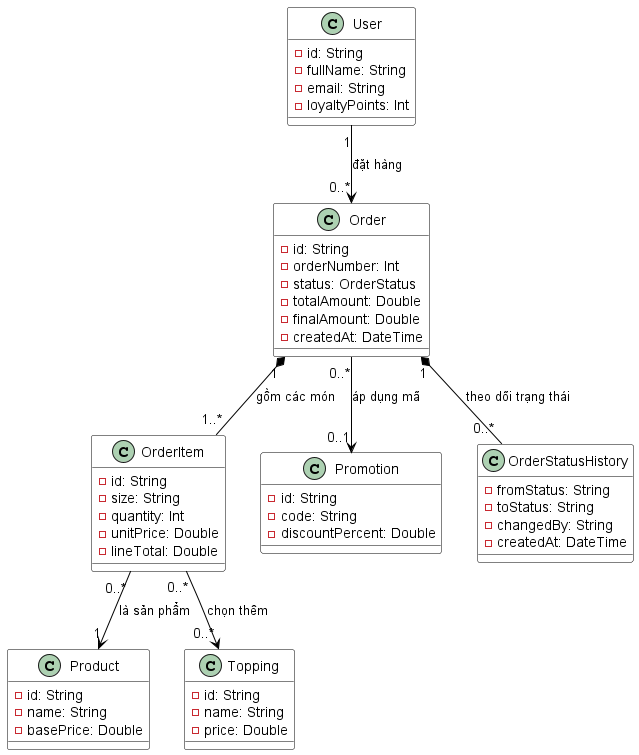 C User
id: String
fullName: String
email: String
loyaltyPoints: Int
1
đặt hàng
0..*
C Order
id: String
orderNumber: Int
status: OrderStatus
totalAmount: Double
finalAmount: Double
createdAt: DateTime
1
0..*
1
gồm các món
áp dụng mã
theo dõi trạng thái
1..*
0..1
0..*
C OrderItem
id: String
size: String
quantity: Int
unitPrice: Double
lineTotal: Double
C Promotion
id: String
code: String
discountPercent: Double
C OrderStatusHistory
fromStatus: String
toStatus: String
changedBy: String
createdAt: DateTime
0..*
0..*
là sản phẩm
chọn thêm
1
0..*
C Product
id: String
name: String
basePrice: Double
C Topping
id: String
name: String
price: Double